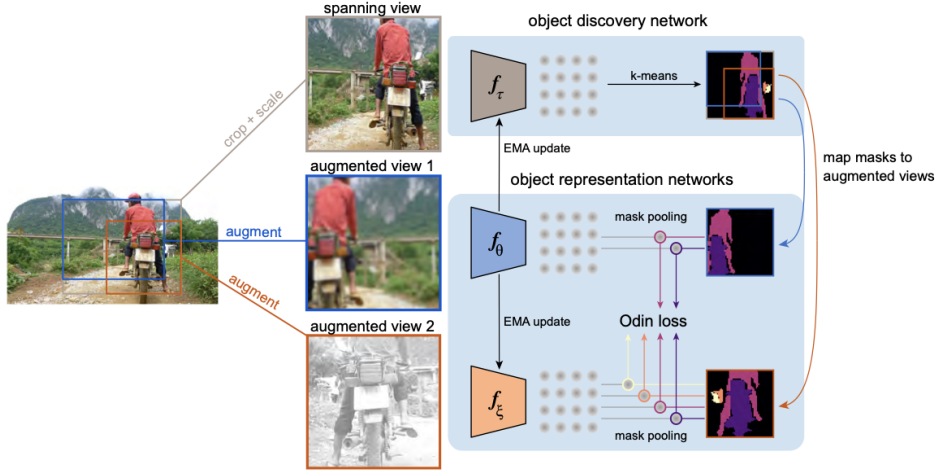 spanning view
object discovery network
crop + scale
f_τ
k-means
EMA update
map masks to
augmented views
augmented view 1
object representation networks
augment
f_θ
mask pooling
augment
augmented view 2
EMA update
Odin loss
f_ξ
mask pooling